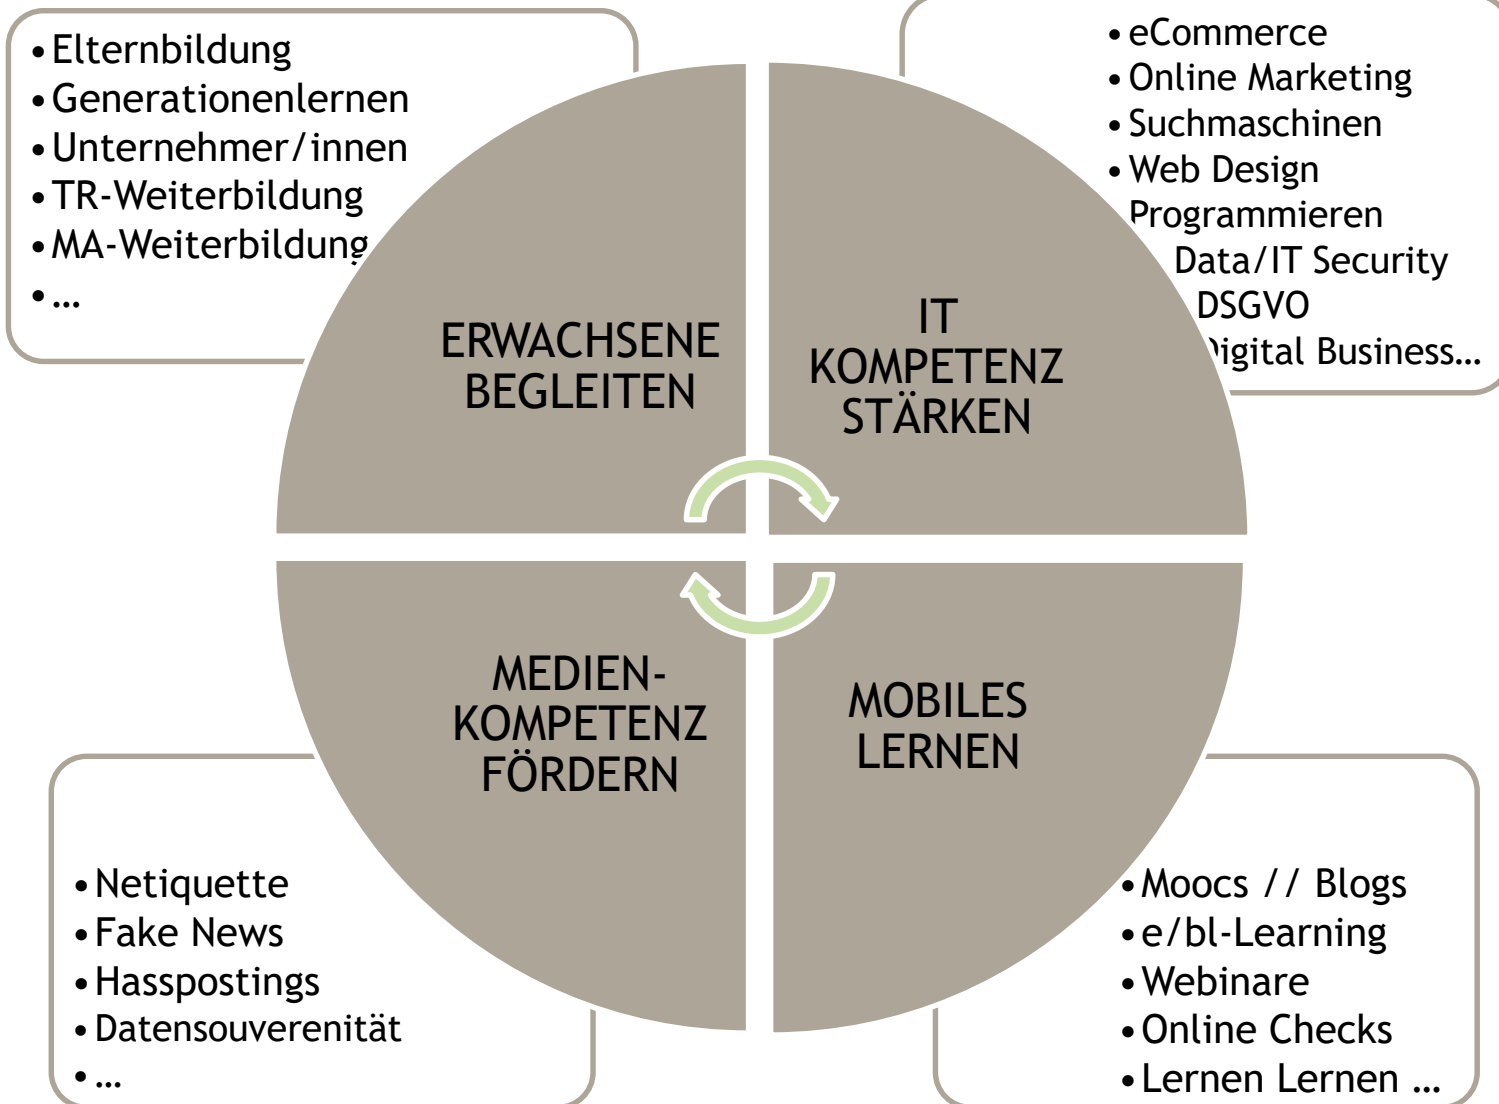 • Elternbildung
• Generationenlernen
• Unternehmer/innen
• TR-Weiterbildung
• MA-Weiterbildung
• …
• eCommerce
• Online Marketing
• Suchmaschinen
• Web Design
Programmieren
Data/IT Security
DSGVO
Digital Business…
ERWACHSENE
BEGLEITEN
IT
KOMPETENZ
STÄRKEN
MEDIEN-
KOMPETENZ
FÖRDERN
MOBILES
LERNEN
• Netiquette
• Fake News
• Hasspostings
• Datensouverenität
• …
• Moocs // Blogs
• e/bl-Learning
• Webinare
• Online Checks
• Lernen Lernen …